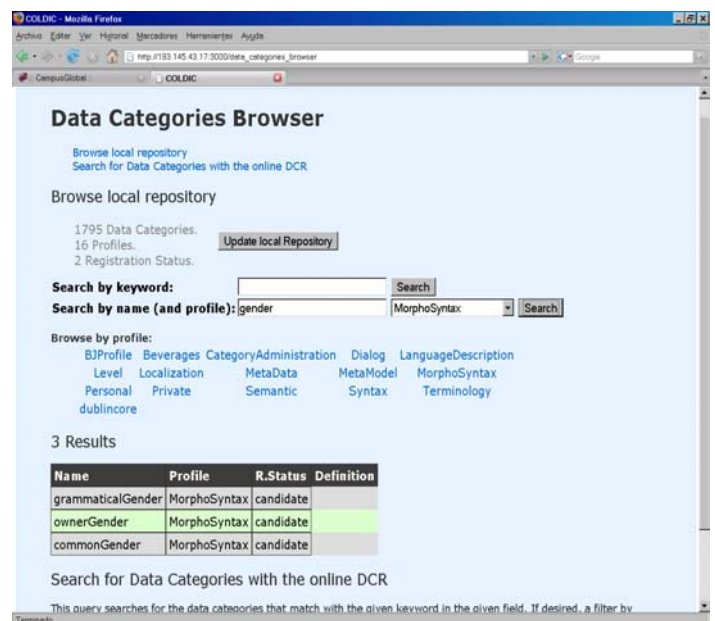 COLDIC - Mozilla Firefox
Archivo Editar Ver Historial Marcadores Herramientas Ayuda
http://193.145.43.17:3000/data_categories_browser
Google
CampusGlobal :
COLDIC
Data Categories Browser
Browse local repository
Search for Data Categories with the online DCR
Browse local repository
1795 Data Categories.
16 Profiles.
2 Registration Status.
Update local Repository
Search by keyword: Search
Search by name (and profile): gender MorphoSyntax Search
Browse by profile:
BJProfile Beverages CategoryAdministration Dialog LanguageDescription
Level Localization MetaData MetaModel MorphoSyntax
Personal Private Semantic Syntax Terminology
dublincore
3 Results
Name Profile R.Status Definition
grammaticalGender MorphoSyntax candidate
ownerGender MorphoSyntax candidate
commonGender MorphoSyntax candidate
Search for Data Categories with the online DCR
This query searches for the data categories that match with the given keyword in the given field. If desired, a filter by
Terminado